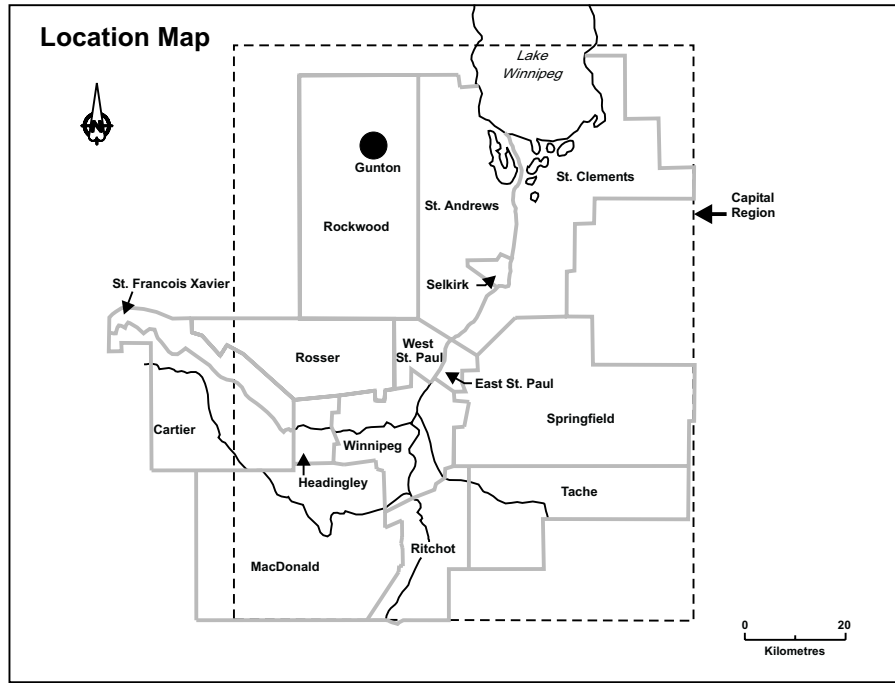 Location Map
Lake
Winnipeg
N
Gunton
St. Clements
Capital
Region
St. Andrews
Rockwood
St. Francois Xavier
Selkirk
West
St. Paul
Rosser
East St. Paul
Springfield
Cartier
Winnipeg
Headingley
Tache
Ritchot
MacDonald
0 20
Kilometres